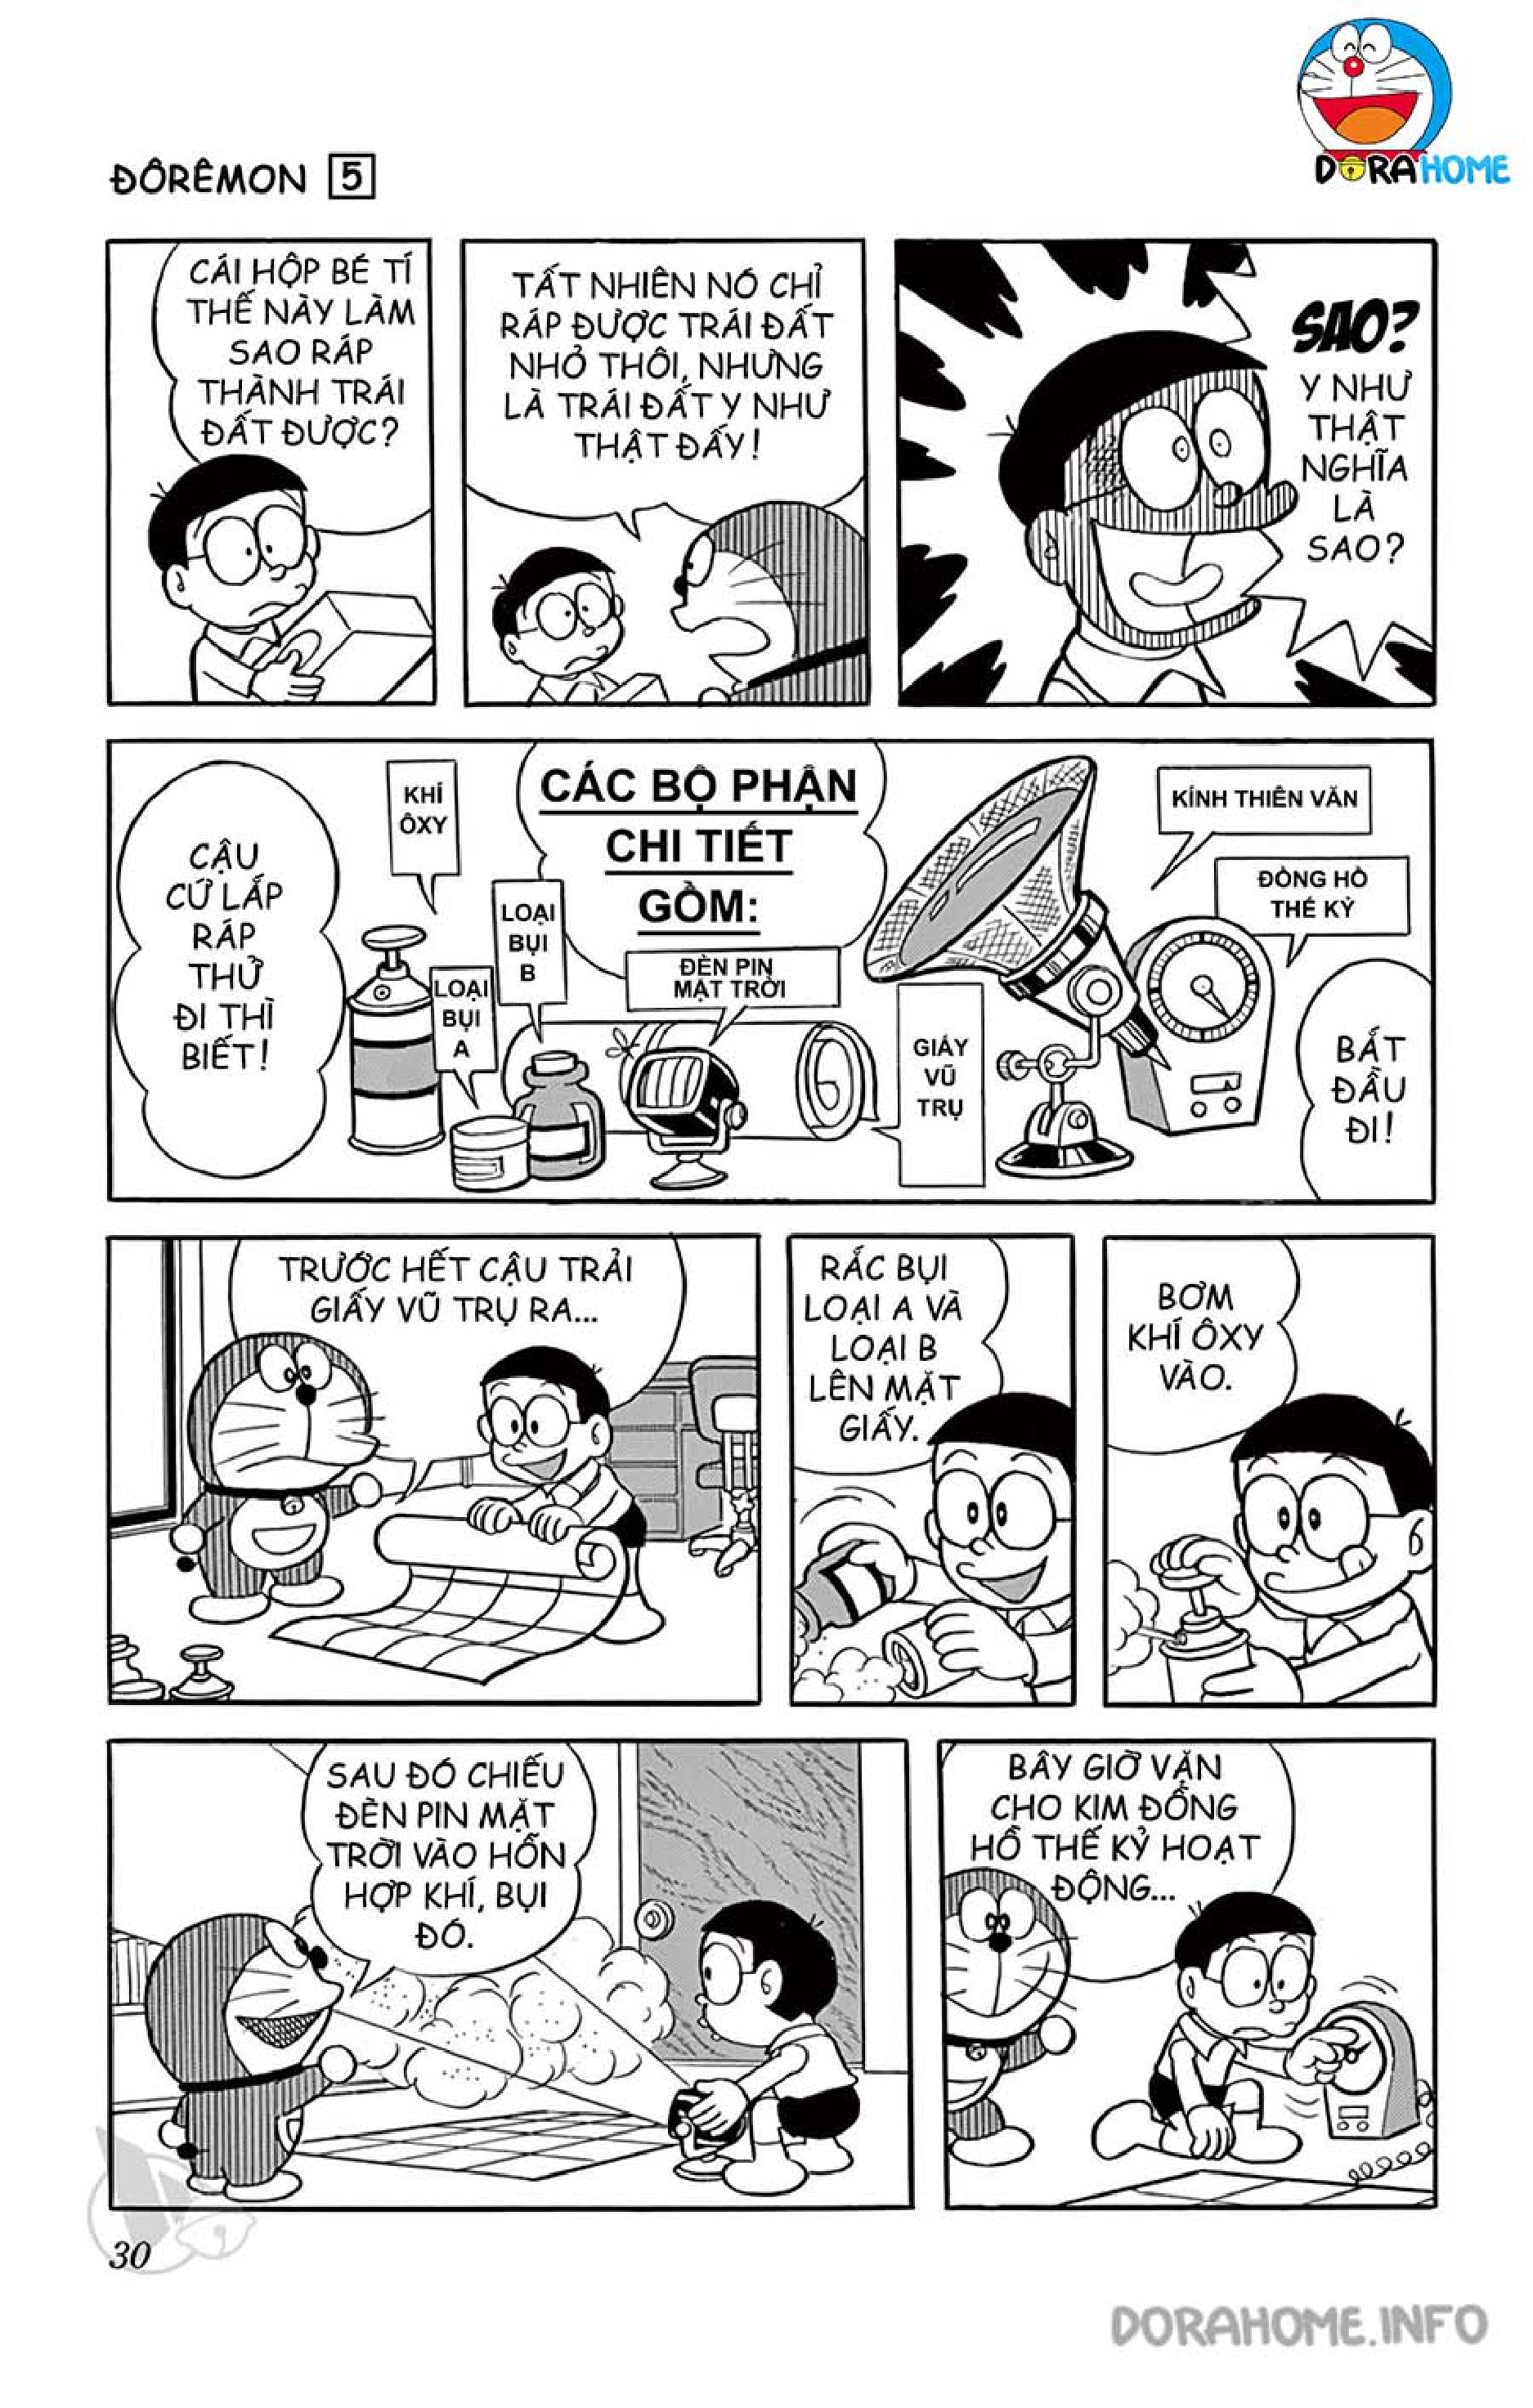 DORAHOME
ĐÔRÊMON 5
CÁI HỘP BÉ TÍ
THẾ NÀY LÀM
SAO RÁP
THÀNH TRÁI
ĐẤT ĐƯỢC?
TẤT NHIÊN NÓ CHỈ
RÁP ĐƯỢC TRÁI ĐẤT
NHỎ THÔI, NHƯNG
LÀ TRÁI ĐẤT Y NHƯ
THẬT ĐẤY!
SAO?
Y NHƯ
THẬT
NGHĨA
LÀ
SAO?
CẬU
CỨ LẮP
RÁP
THỬ
ĐI THÌ
BIẾT!
KHÍ
ÔXY
CÁC BỘ PHẬN
CHI TIẾT
GỒM:
LOẠI
BỤI
B
LOẠI
BỤI
A
ĐÈN PIN
MẶT TRỜI
GIẤY
VŨ
TRỤ
KÍNH THIÊN VĂN
ĐỒNG HỒ
THẾ KỶ
BẮT
ĐẦU
ĐI!
TRƯỚC HẾT CẬU TRẢI
GIẤY VŨ TRỤ RA...
RẮC BỤI
LOẠI A VÀ
LOẠI B
LÊN MẶT
GIẤY.
BƠM
KHÍ ÔXY
VÀO.
SAU ĐÓ CHIẾU
ĐÈN PIN MẶT
TRỜI VÀO HỖN
HỢP KHÍ, BỤI
ĐÓ.
BÂY GIỜ VẶN
CHO KIM ĐỒNG
HỒ THẾ KỶ HOẠT
ĐỘNG...
30
DORAHOME.INFO